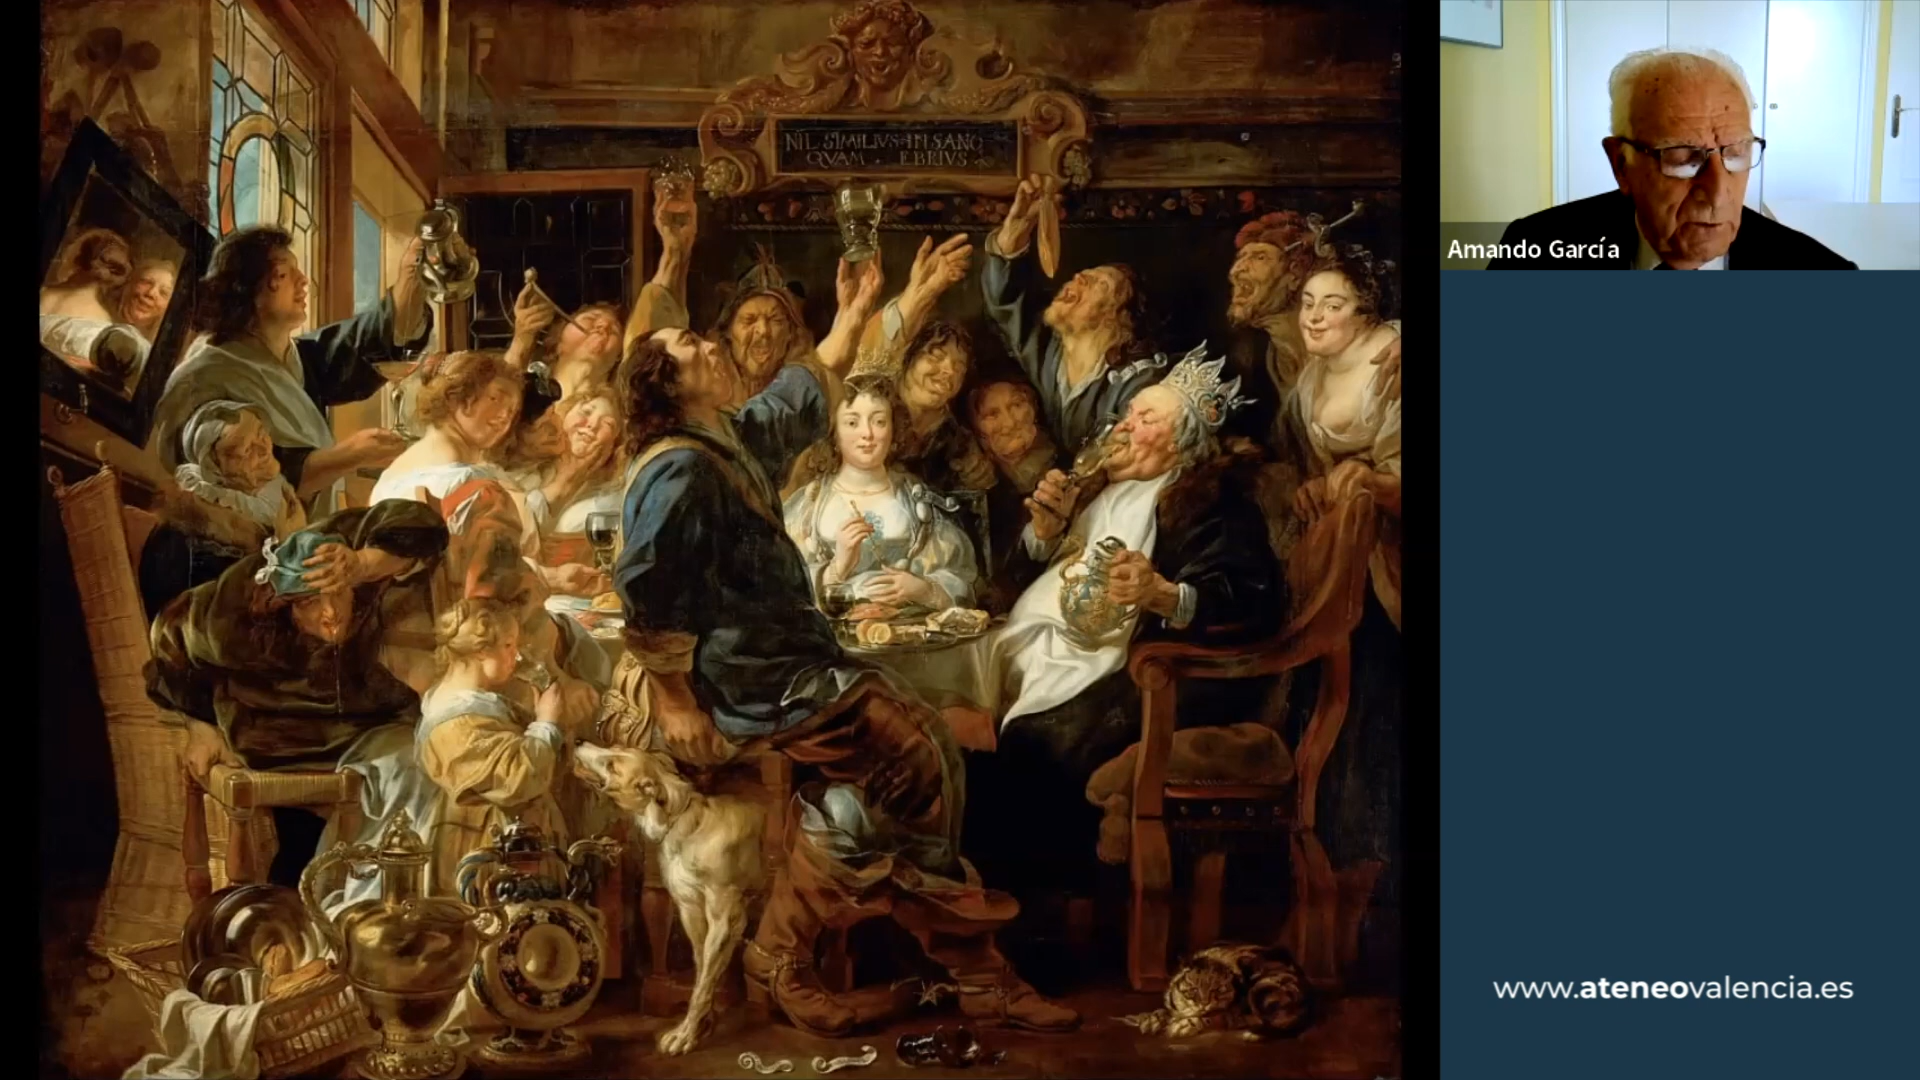 NIL SIMILIVS INSANO
QVAM . EBRIVS
Amando García
www.ateneovalencia.es